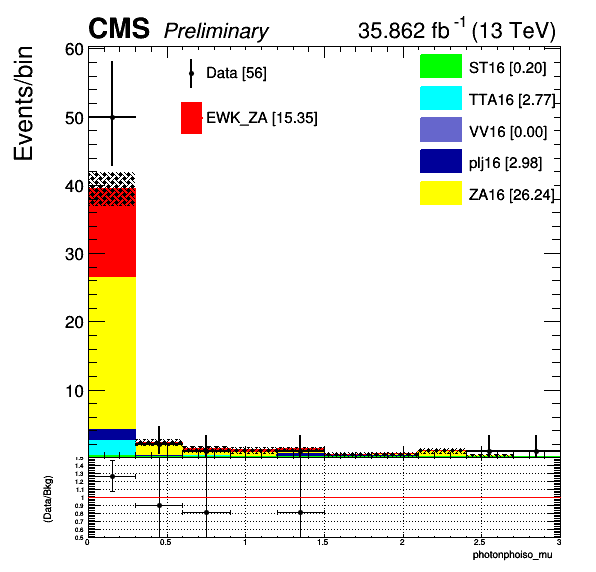 CMS Preliminary 35.862 fb⁻¹ (13 TeV)
Events/bin
60
50
40
30
20
10
Data [56]
EWK_ZA [15.35]
ST16 [0.20]
TTA16 [2.77]
VV16 [0.00]
plj16 [2.98]
ZA16 [26.24]
(Data/Bkg)
1.5
1.4
1.3
1.2
1.1
1
0.9
0.8
0.7
0.6
0.5
0 0.5 1 1.5 2 2.5 3
photonphoiso_mu